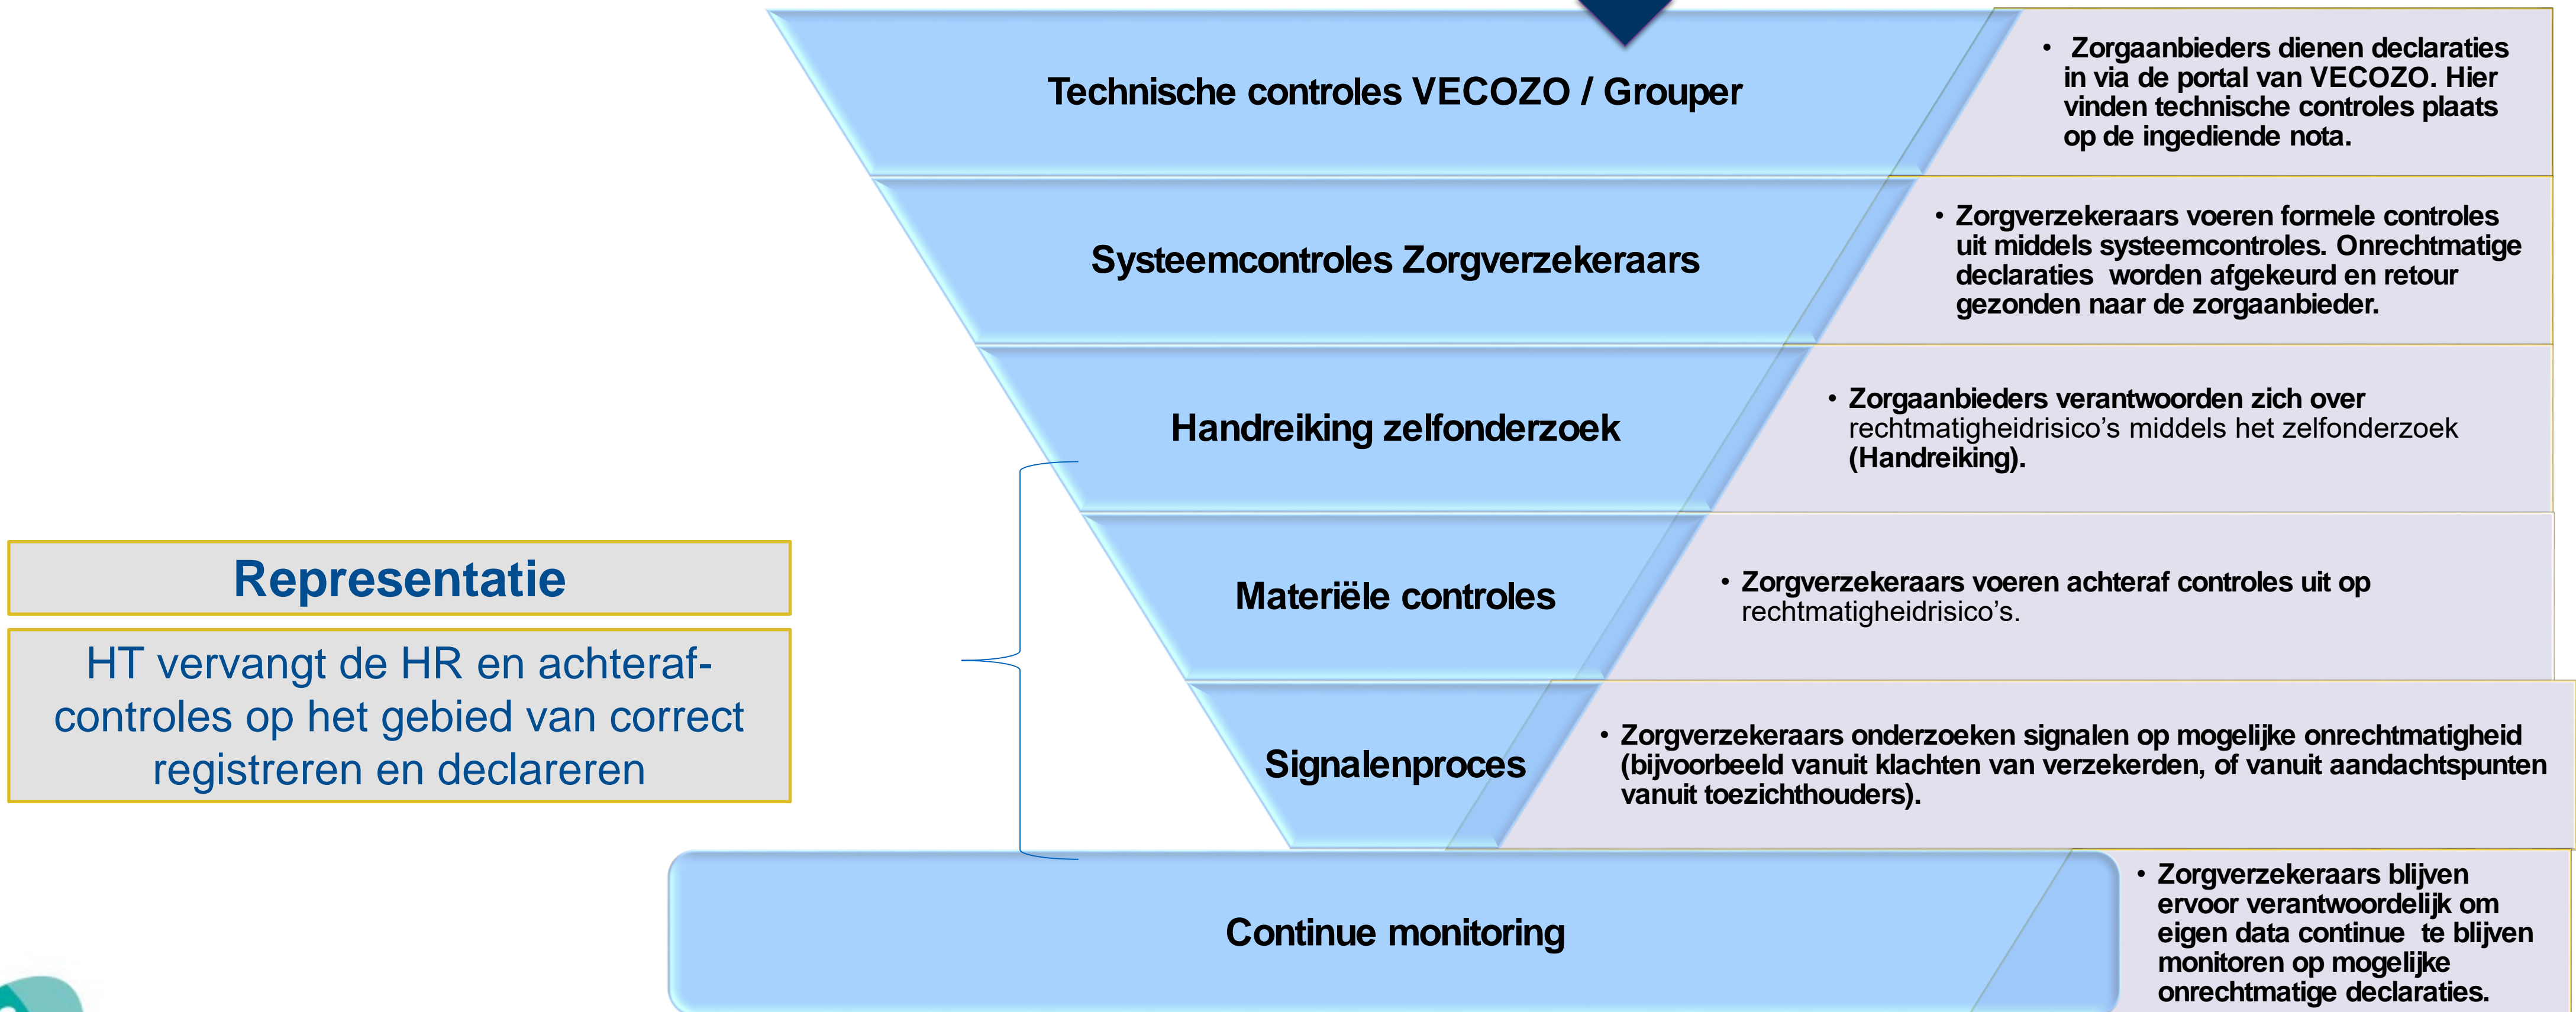 Technische controles VECOZO / Grouper
• Zorgaanbieders dienen declaraties
in via de portal van VECOZO. Hier
vinden technische controles plaats
op de ingediende nota.
Systeemcontroles Zorgverzekeraars
• Zorgverzekeraars voeren formele controles
uit middels systeemcontroles. Onrechtmatige
declaraties worden afgekeurd en retour
gezonden naar de zorgaanbieder.
Handreiking zelfonderzoek
• Zorgaanbieders verantwoorden zich over
rechtmatigheidrisico’s middels het zelfonderzoek
(Handreiking).
Representatie
HT vervangt de HR en achteraf-
controles op het gebied van correct
registreren en declareren
Materiële controles
• Zorgverzekeraars voeren achteraf controles uit op
rechtmatigheidrisico’s.
Signalenproces
• Zorgverzekeraars onderzoeken signalen op mogelijke onrechtmatigheid
(bijvoorbeeld vanuit klachten van verzekerden, of vanuit aandachtspunten
vanuit toezichthouders).
Continue monitoring
• Zorgverzekeraars blijven
ervoor verantwoordelijk om
eigen data continue te blijven
monitoren op mogelijke
onrechtmatige declaraties.